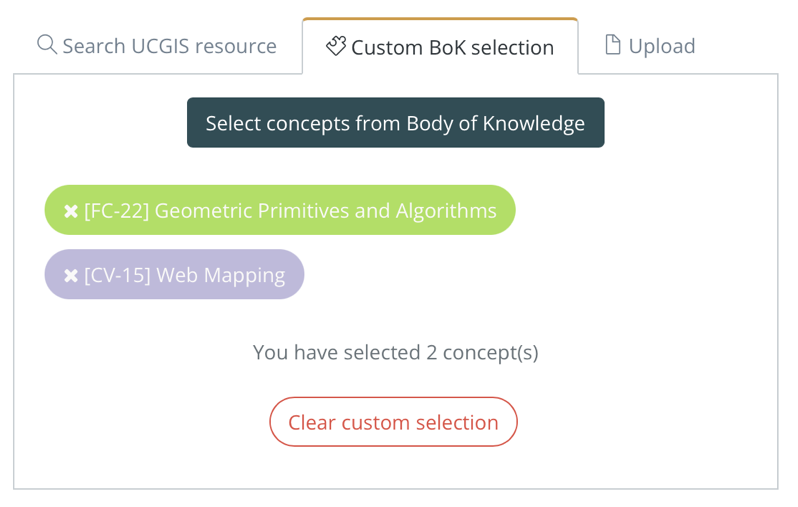 Search UCGIS resource
Custom BoK selection
Upload
Select concepts from Body of Knowledge
✖ [FC-22] Geometric Primitives and Algorithms
✖ [CV-15] Web Mapping
You have selected 2 concept(s)
Clear custom selection